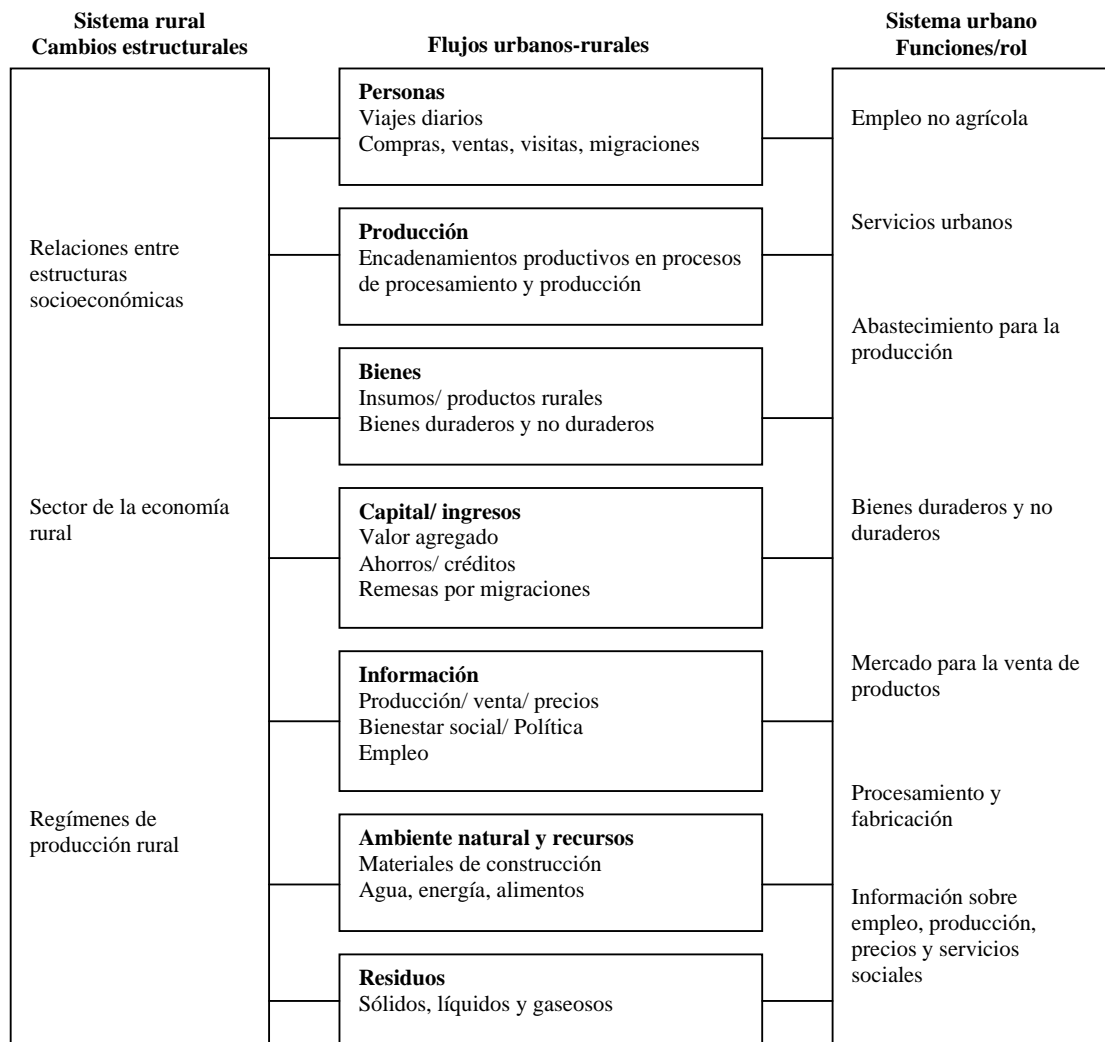 Sistema rural
Cambios estructurales
Flujos urbanos-rurales
Sistema urbano
Funciones/rol
Relaciones entre
estructuras
socioeconómicas
Sector de la economía
rural
Regímenes de
producción rural
Personas
Viajes diarios
Compras, ventas, visitas, migraciones
Producción
Encadenamientos productivos en procesos
de procesamiento y producción
Bienes
Insumos/ productos rurales
Bienes duraderos y no duraderos
Capital/ ingresos
Valor agregado
Ahorros/ créditos
Remesas por migraciones
Información
Producción/ venta/ precios
Bienestar social/ Política
Empleo
Ambiente natural y recursos
Materiales de construcción
Agua, energía, alimentos
Residuos
Sólidos, líquidos y gaseosos
Empleo no agrícola
Servicios urbanos
Abastecimiento para la
producción
Bienes duraderos y no
duraderos
Mercado para la venta de
productos
Procesamiento y
fabricación
Información sobre
empleo, producción,
precios y servicios
sociales